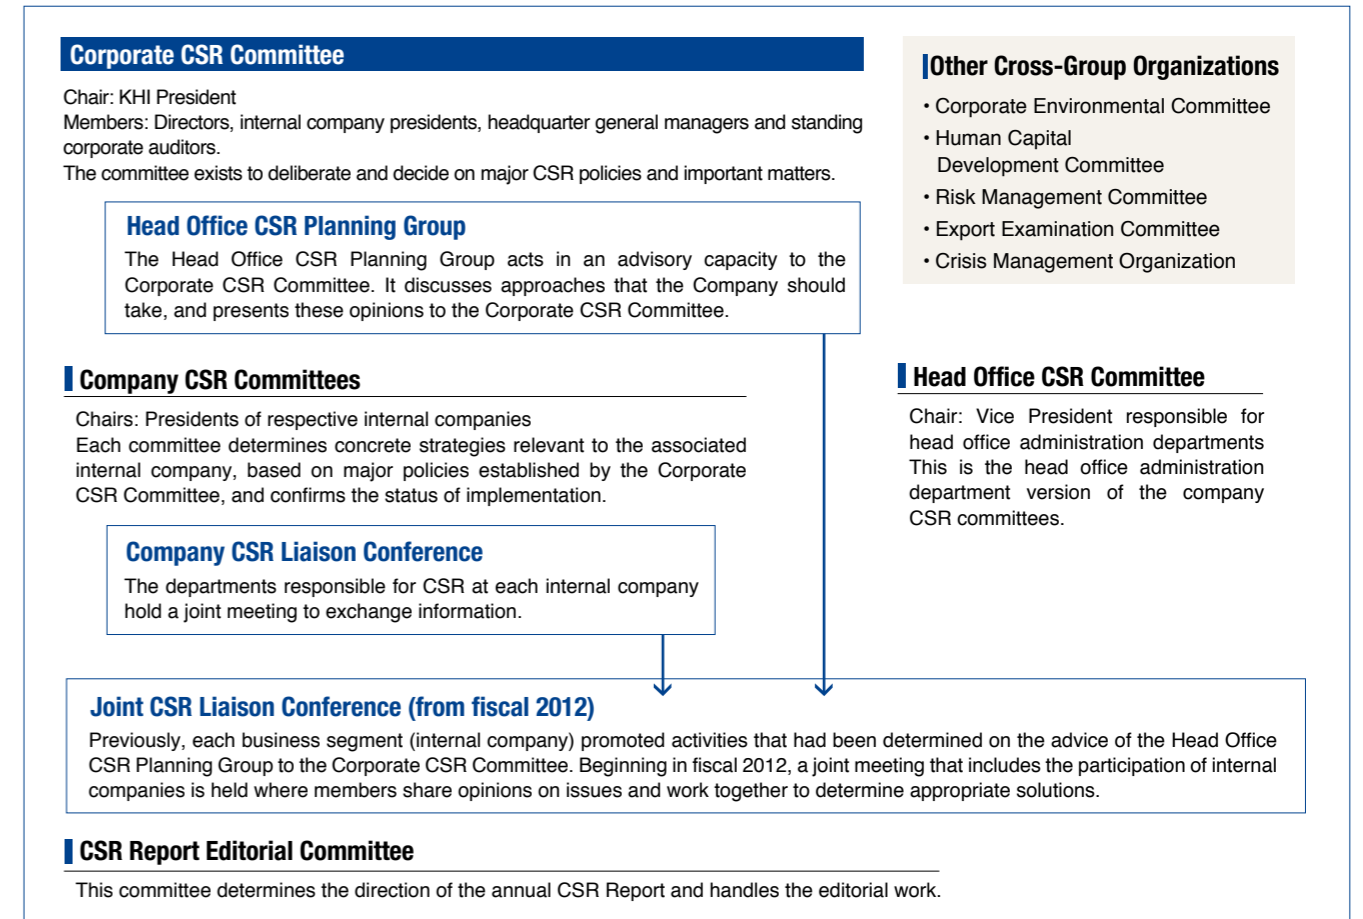 Corporate CSR Committee
Chair: KHI President
Members: Directors, internal company presidents, headquarter general managers and standing
corporate auditors.
The committee exists to deliberate and decide on major CSR policies and important matters.
Head Office CSR Planning Group
The Head Office CSR Planning Group acts in an advisory capacity to the
Corporate CSR Committee. It discusses approaches that the Company should
take, and presents these opinions to the Corporate CSR Committee.
Other Cross-Group Organizations
• Corporate Environmental Committee
• Human Capital
Development Committee
• Risk Management Committee
• Export Examination Committee
• Crisis Management Organization
Company CSR Committees
Chairs: Presidents of respective internal companies
Each committee determines concrete strategies relevant to the associated
internal company, based on major policies established by the Corporate
CSR Committee, and confirms the status of implementation.
Head Office CSR Committee
Chair: Vice President responsible for
head office administration departments
This is the head office administration
department version of the company
CSR committees.
Company CSR Liaison Conference
The departments responsible for CSR at each internal company
hold a joint meeting to exchange information.
Joint CSR Liaison Conference (from fiscal 2012)
Previously, each business segment (internal company) promoted activities that had been determined on the advice of the Head Office
CSR Planning Group to the Corporate CSR Committee. Beginning in fiscal 2012, a joint meeting that includes the participation of internal
companies is held where members share opinions on issues and work together to determine appropriate solutions.
CSR Report Editorial Committee
This committee determines the direction of the annual CSR Report and handles the editorial work.